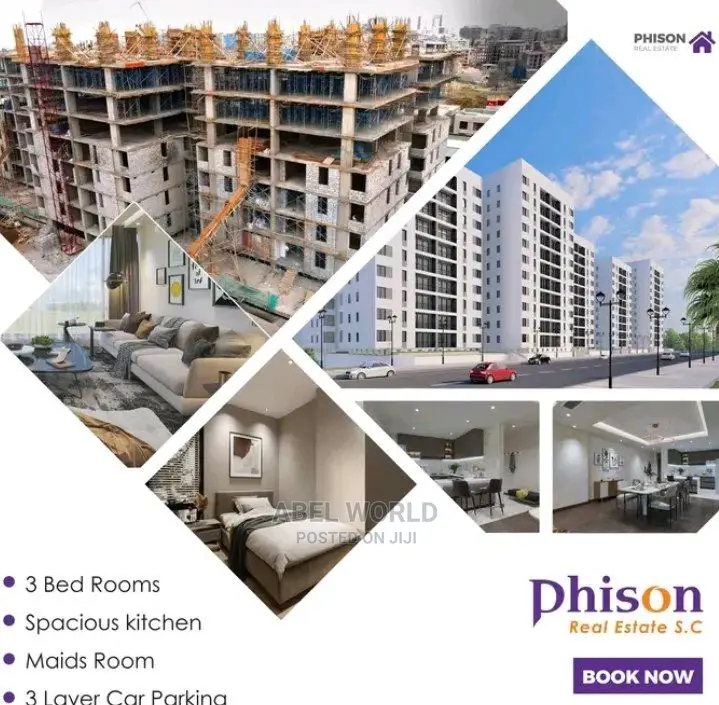 PHISON
REAL ESTATE
ABEL WORLD
POSTED ON JIJI
3 Bed Rooms
Spacious kitchen
Maids Room
3 Layer Car Parking
Phison
Real Estate S.C
BOOK NOW